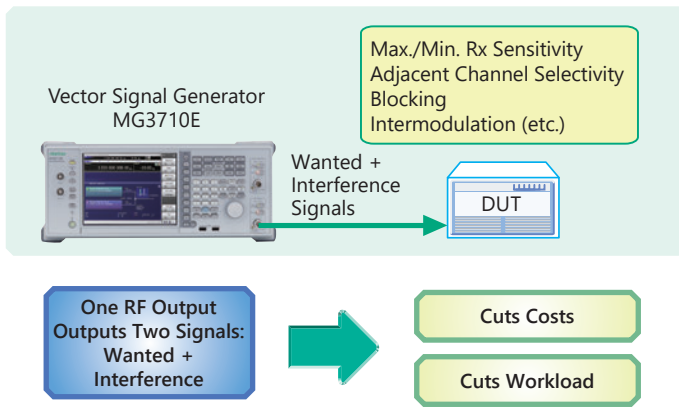 Max./Min. Rx Sensitivity
Adjacent Channel Selectivity
Blocking
Intermodulation (etc.)
Vector Signal Generator
MG3710E
Wanted +
Interference
Signals
DUT
One RF Output
Outputs Two Signals:
Wanted +
Interference
Cuts Costs
Cuts Workload